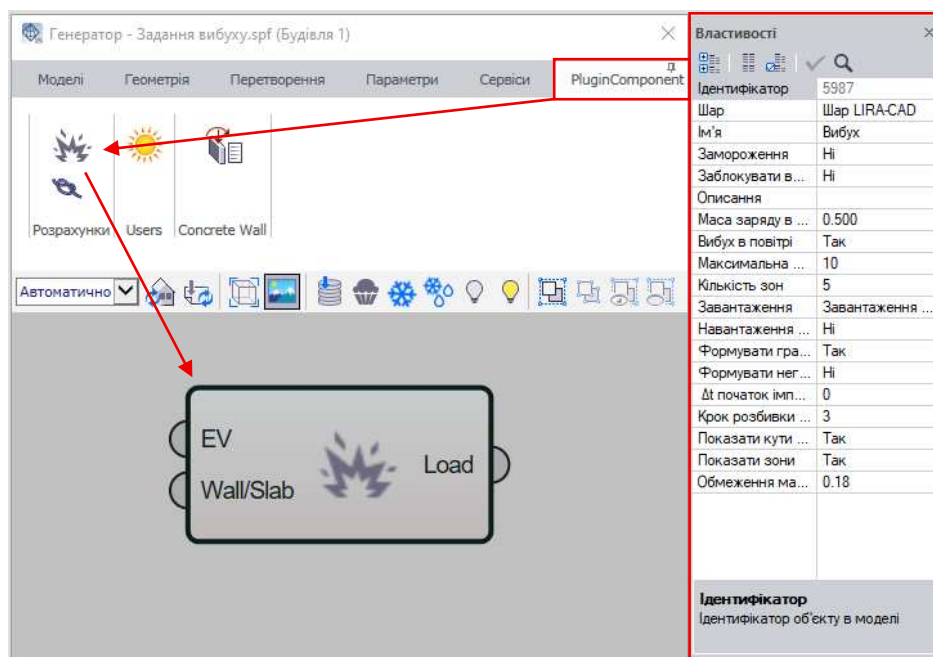 Генератор - Задання вибуху.spf (Будівля 1)
Моделі Геометрія Перетворення Параметри Сервіси PluginComponent
Розрахунки Users Concrete Wall
Автоматично
EV
Wall/Slab
Load
Властивості
Ідентифікатор 5987
Шар Шар LIRA-CAD
Ім'я Вибух
Замороження Ні
Заблокувати в... Ні
Описання
Маса заряду в ... 0.500
Вибух в повітрі Так
Максимальна ... 10
Кількість зон 5
Завантаження Завантаження ...
Навантаження ... Ні
Формувати гра... Так
Формувати нег... Ні
Δt початок імп... 0
Крок розбивки ... 3
Показати кути ... Так
Показати зони Так
Обмеження ма... 0.18
Ідентифікатор
Ідентифікатор об'єкту в моделі